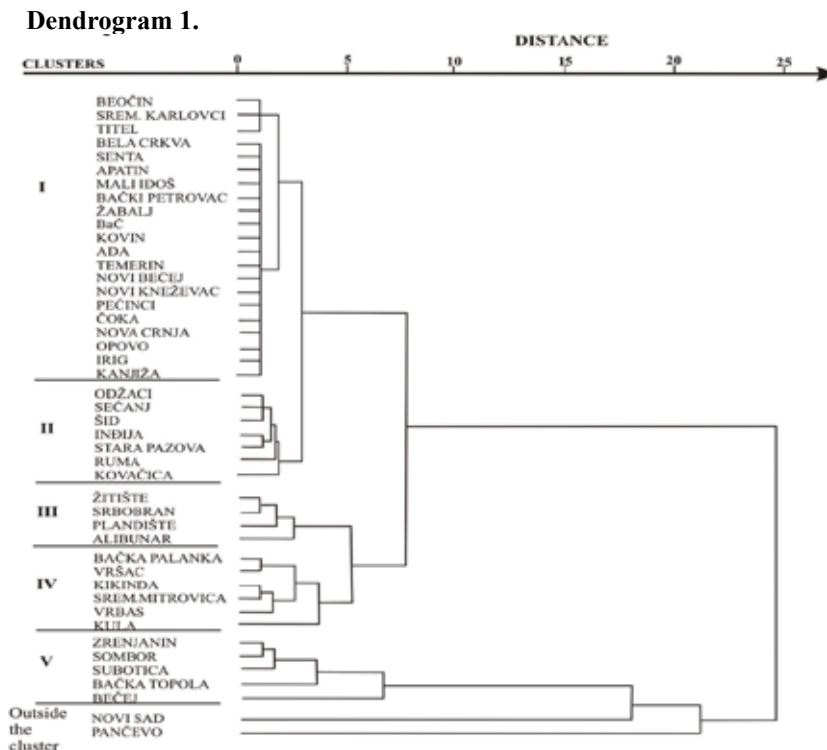 Dendrogram 1.
DISTANCE
CLUSTERS 0 5 10 15 20 25
BEOČIN
SREM. KARLOVCI
TITEL
BELA CRKVA
SENTA
APATIN
I MALI IDOŠ
BAČKI PETROVAC
ŽABALJ
BaČ
KOVIN
ADA
TEMERIN
NOVI BEČEJ
NOVI KNEŽEVAC
PEĆINCI
ČOKA
NOVA CRNJA
OPOVO
IRIG
KANJIŽA
ODŽACI
SEČANJ
ŠID
II INĐIJA
STARA PAZOVA
RUMA
KOVAČICA
ŽITIŠTE
III SRBOBRAN
PLANDIŠTE
ALIBUNAR
BAČKA PALANKA
VRŠAC
IV KIKINDA
SREM.MITROVICA
VRBAS
KULA
ZRENJANIN
V SOMBOR
SUBOTICA
BAČKA TOPOLA
BEČEJ
Outside
the NOVI SAD
cluster PANČEVO